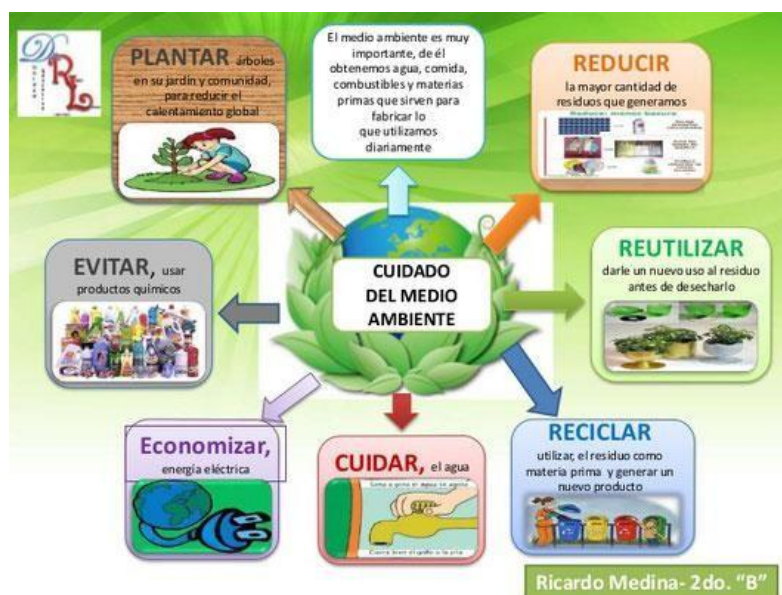 DRL
PLANTAR árboles
en su jardín y comunidad,
para reducir el
calentamiento global
El medio ambiente es muy
importante, de él
obtenemos agua, comida,
combustibles y materias
primas que sirven para
fabricar lo
que utilizamos
diariamente
REDUCIR
la mayor cantidad de
residuos que generamos
EVITAR, usar
productos químicos
CUIDADO
DEL MEDIO
AMBIENTE
REUTILIZAR
darle un nuevo uso al residuo
antes de desecharlo
Economizar,
energía eléctrica
CUIDAR, el agua
RECICLAR
utilizar, el residuo como
materia prima y generar un
nuevo producto
Ricardo Medina- 2do. "B"